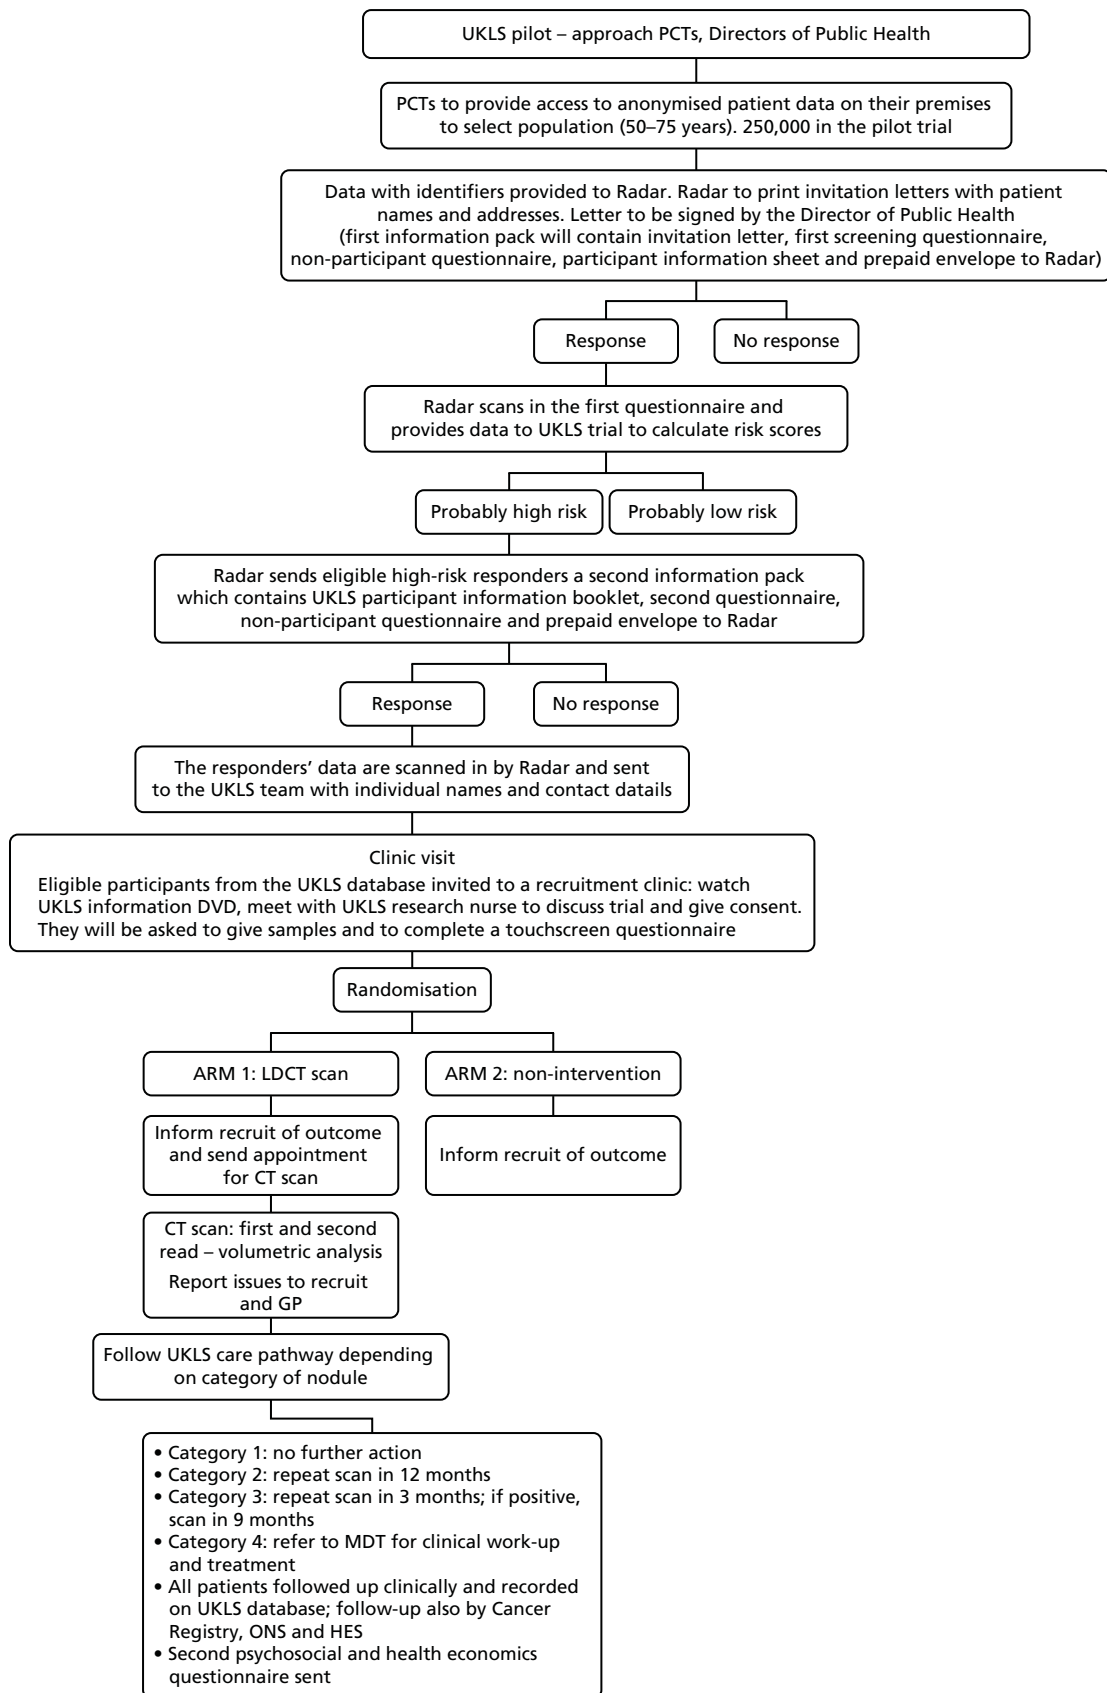 UKLS pilot – approach PCTs, Directors of Public Health
PCTs to provide access to anonymised patient data on their premises
to select population (50–75 years). 250,000 in the pilot trial
Data with identifiers provided to Radar. Radar to print invitation letters with patient
names and addresses. Letter to be signed by the Director of Public Health
(first information pack will contain invitation letter, first screening questionnaire,
non-participant questionnaire, participant information sheet and prepaid envelope to Radar)
Response
No response
Radar scans in the first questionnaire and
provides data to UKLS trial to calculate risk scores
Probably high risk
Probably low risk
Radar sends eligible high-risk responders a second information pack
which contains UKLS participant information booklet, second questionnaire,
non-participant questionnaire and prepaid envelope to Radar
Response
No response
The responders’ data are scanned in by Radar and sent
to the UKLS team with individual names and contact datails
Clinic visit
Eligible participants from the UKLS database invited to a recruitment clinic: watch
UKLS information DVD, meet with UKLS research nurse to discuss trial and give consent.
They will be asked to give samples and to complete a touchscreen questionnaire
Randomisation
ARM 1: LDCT scan
ARM 2: non-intervention
Inform recruit of outcome
and send appointment
for CT scan
Inform recruit of outcome
CT scan: first and second
read – volumetric analysis
Report issues to recruit
and GP
Follow UKLS care pathway depending
on category of nodule
• Category 1: no further action
• Category 2: repeat scan in 12 months
• Category 3: repeat scan in 3 months; if positive,
scan in 9 months
• Category 4: refer to MDT for clinical work-up
and treatment
• All patients followed up clinically and recorded
on UKLS database; follow-up also by Cancer
Registry, ONS and HES
• Second psychosocial and health economics
questionnaire sent